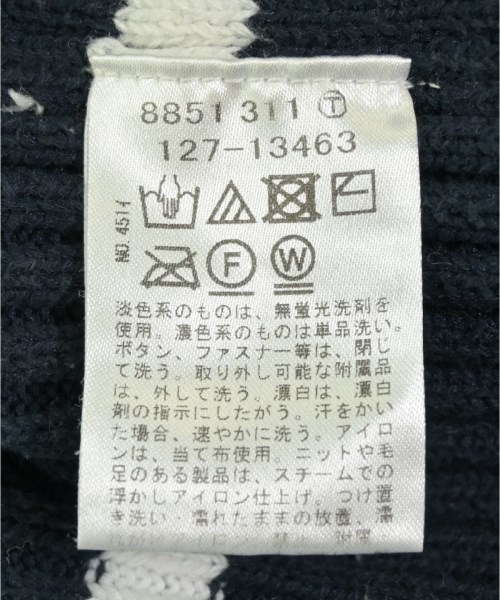 8851 311 Ⓣ
127-13463
NO. 4514
F
W
淡色系のものは、無蛍光洗剤を
使用。濃色系のものは単品洗い。
ボタン、ファスナー等は、閉じ
て洗う。取り外し可能な附属品
は、外して洗う。漂白は、漂白
剤の指示にしたがう。汗をかい
た場合、速やかに洗う。アイロ
ンは、当て布使用。ニットや毛
足のある製品は、スチームでの
浮かしアイロン仕上げ。つけ置
き洗い・濡れたままの放置、濡